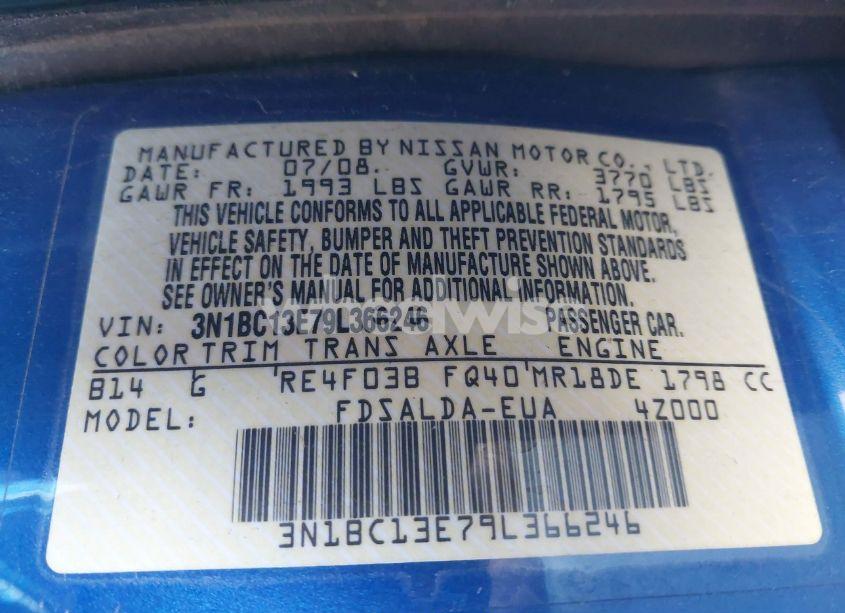 MANUFACTURED BY NISSAN MOTOR CO., LTD.
DATE: 07/08. GVWR: 3770 LBS
GAWR FR: 1993 LBS GAWR RR: 1795 LBS
THIS VEHICLE CONFORMS TO ALL APPLICABLE FEDERAL MOTOR,
VEHICLE SAFETY, BUMPER AND THEFT PREVENTION STANDARDS
IN EFFECT ON THE DATE OF MANUFACTURE SHOWN ABOVE.
SEE OWNER'S MANUAL FOR ADDITIONAL INFORMATION.
VIN: 3N1BC13E79L366246 PASSENGER CAR.
COLOR TRIM TRANS AXLE ENGINE
B14 G RE4F03B FQ40 MR18DE 1798 CC
MODEL: FDSALDA-EUA 4Z000
3N1BC13E79L366246